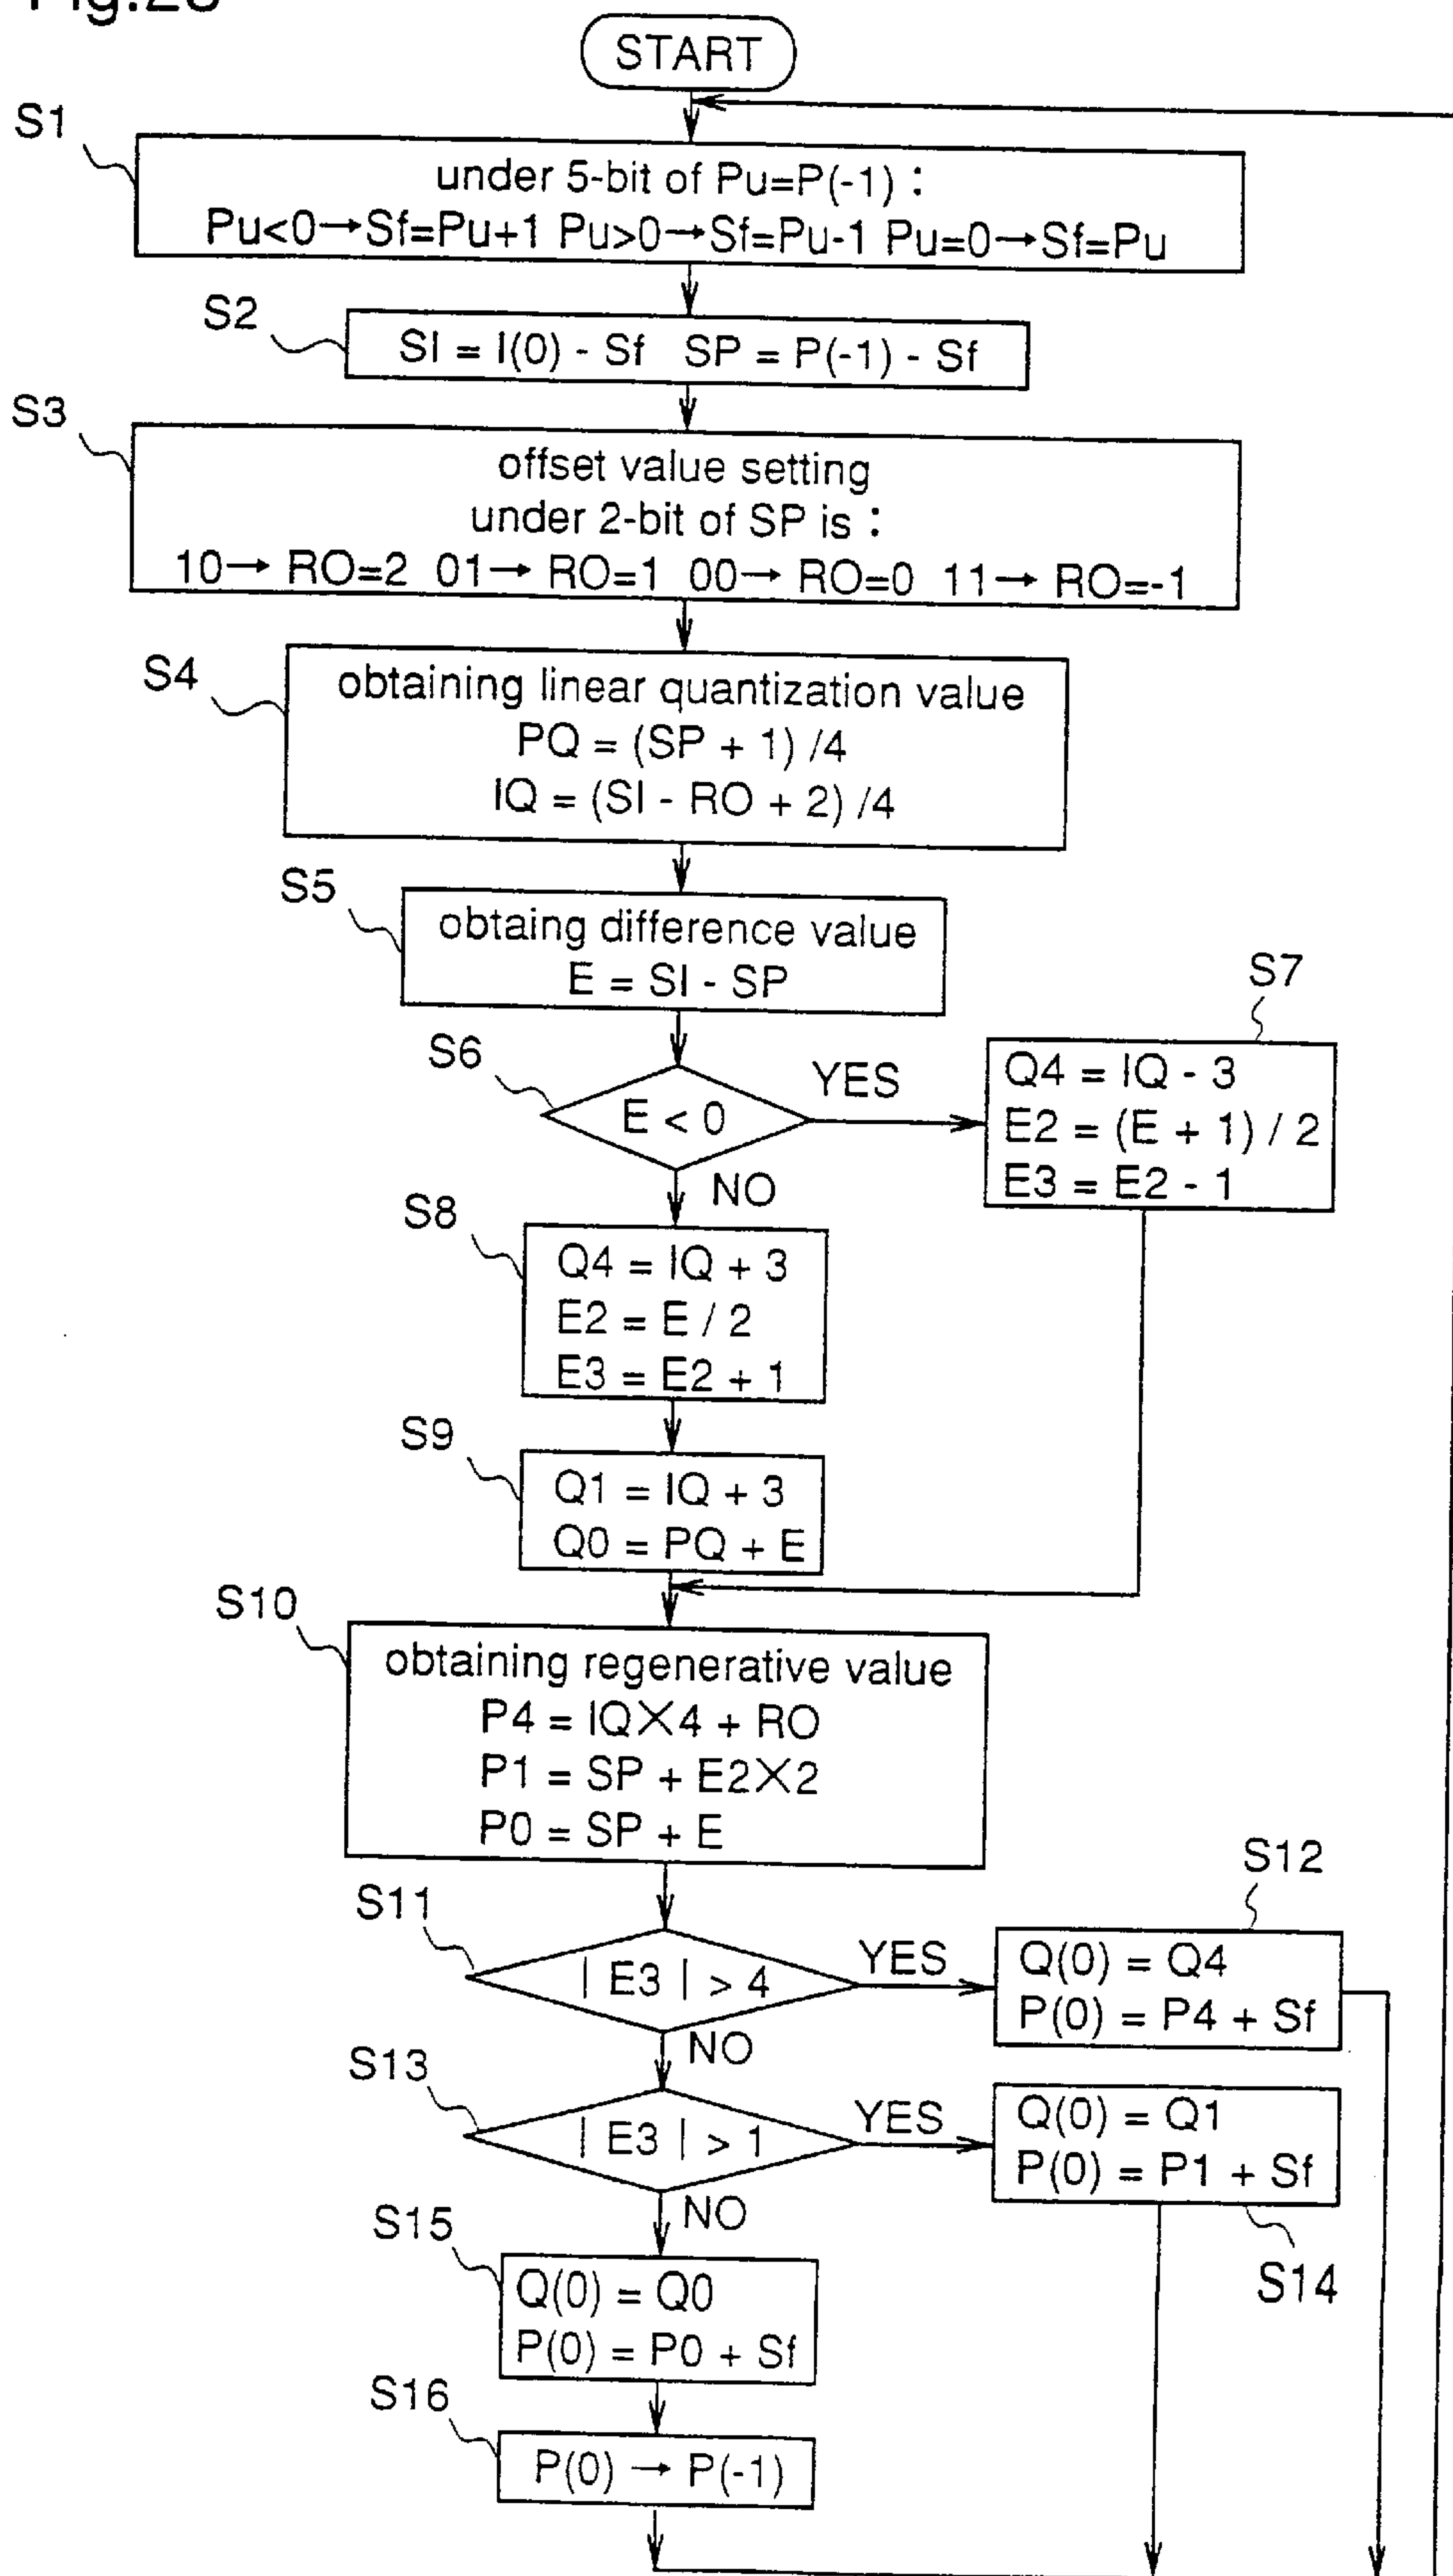 START
S1
under 5-bit of Pu=P(-1) :
Pu<0→Sf=Pu+1 Pu>0→Sf=Pu-1 Pu=0→Sf=Pu
S2
SI = I(0) - Sf SP = P(-1) - Sf
S3
offset value setting
under 2-bit of SP is :
10→ RO=2 01→ RO=1 00→ RO=0 11→ RO=-1
S4
obtaining linear quantization value
PQ = (SP + 1) /4
IQ = (SI - RO + 2) /4
S5
obtaing difference value
E = SI - SP
S6
E < 0
YES
NO
S7
Q4 = IQ - 3
E2 = (E + 1) / 2
E3 = E2 - 1
S8
Q4 = IQ + 3
E2 = E / 2
E3 = E2 + 1
S9
Q1 = IQ + 3
Q0 = PQ + E
S10
obtaining regenerative value
P4 = IQ×4 + RO
P1 = SP + E2×2
P0 = SP + E
S11
| E3 | > 4
YES
NO
S12
Q(0) = Q4
P(0) = P4 + Sf
S13
| E3 | > 1
YES
NO
Q(0) = Q1
P(0) = P1 + Sf
S14
S15
Q(0) = Q0
P(0) = P0 + Sf
S16
P(0) → P(-1)